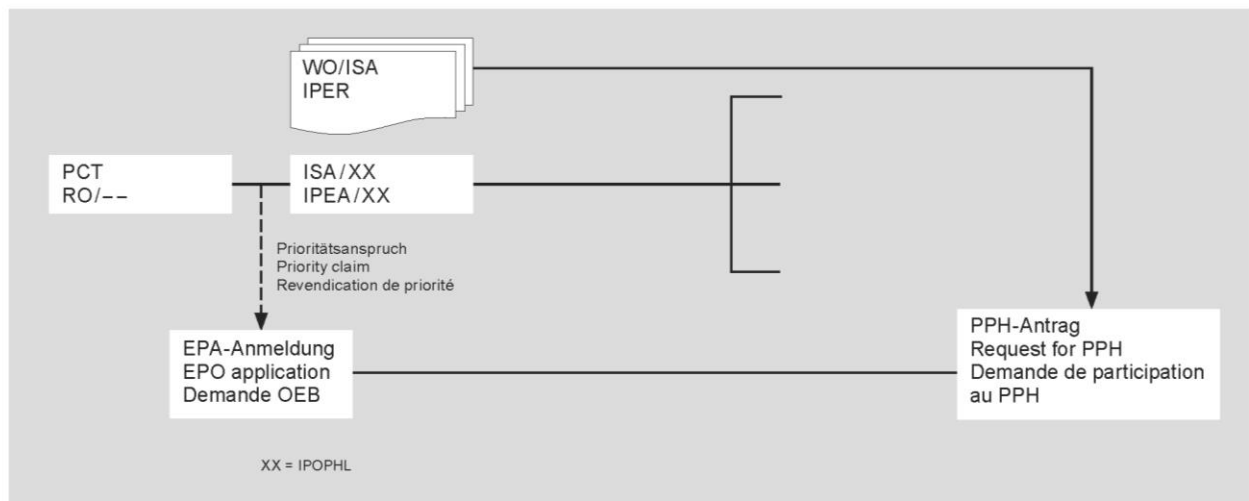 WO/ISA
IPER
PCT
RO/--
ISA/XX
IPEA/XX
Prioritätsanspruch
Priority claim
Revendication de priorité
EPA-Anmeldung
EPO application
Demande OEB
PPH-Antrag
Request for PPH
Demande de participation
au PPH
XX = IPOPHL